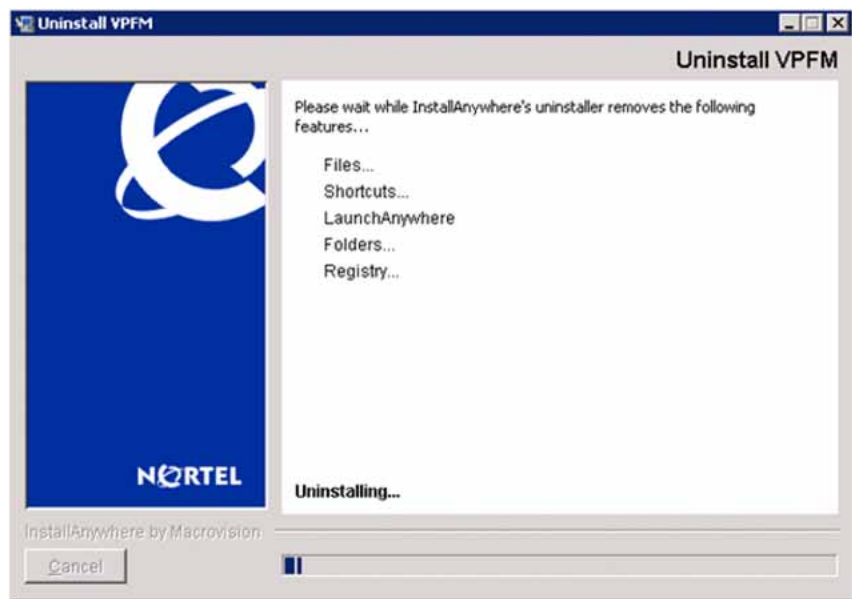 Uninstall VPFM
Uninstall VPFM
Please wait while InstallAnywhere's uninstaller removes the following
features...
Files...
Shortcuts...
LaunchAnywhere
Folders...
Registry...
NORTEL
Uninstalling...
InstallAnywhere by Macrovision
Cancel